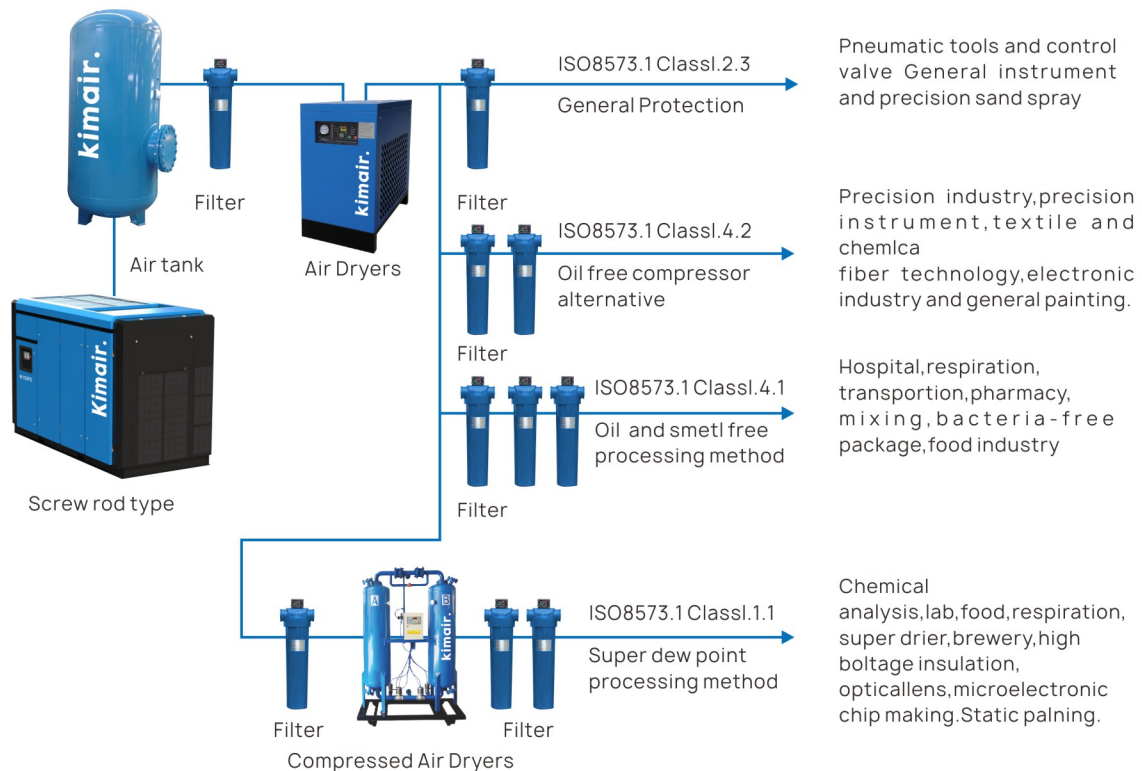 kimair.
Filter
Air tank
kimair.
Air Dryers
Filter
ISO8573.1 Classl.2.3
General Protection
Pneumatic tools and control
valve General instrument
and precision sand spray
Kimair.
Screw rod type
ISO8573.1 Classl.4.2
Oil free compressor
alternative
Filter
Precision industry,precision
instrument,textile and
chemlca
fiber technology,electronic
industry and general painting.
ISO8573.1 Classl.4.1
Oil and smetl free
processing method
Filter
Hospital,respiration,
transportion,pharmacy,
mixing,bacteria-free
package,food industry
Filter
A
B
kimair.
Compressed Air Dryers
Filter
ISO8573.1 Classl.1.1
Super dew point
processing method
Chemical
analysis,lab,food,respiration,
super drier,brewery,high
boltage insulation,
opticallens,microelectronic
chip making.Static palning.